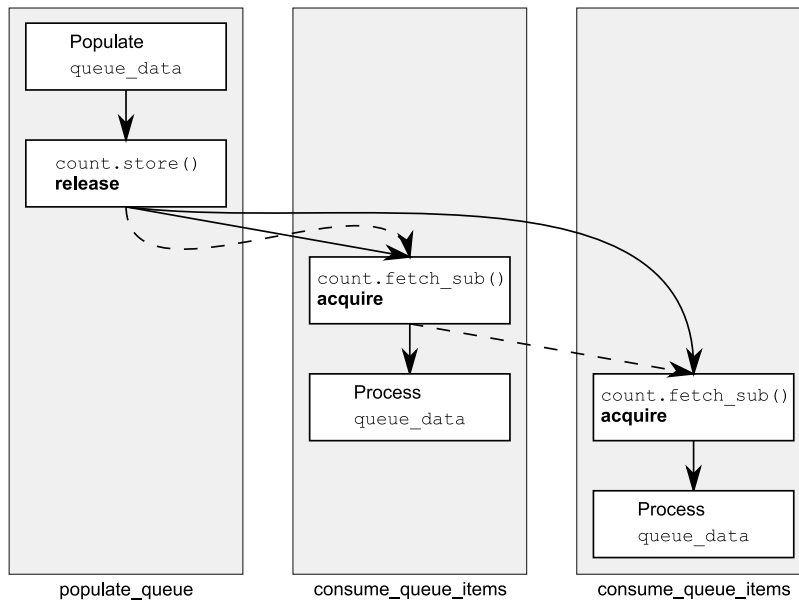 Populate
queue_data
count.store()
release
populate_queue
count.fetch_sub()
acquire
Process
queue_data
consume_queue_items
count.fetch_sub()
acquire
Process
queue_data
consume_queue_items